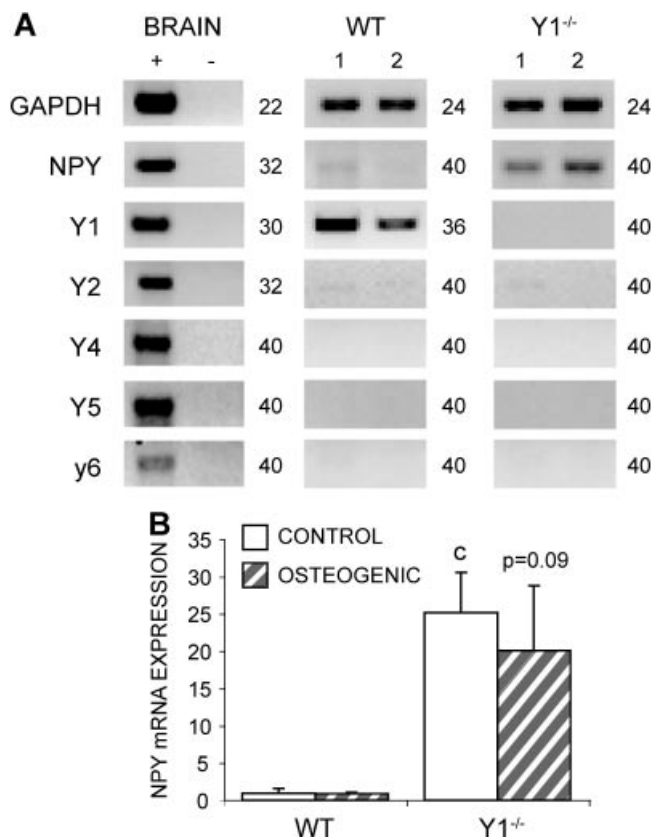 A BRAIN WT Y1-/-
+ - 1 2 1 2
GAPDH 22 24 24
NPY 32 40 40
Y1 30 36 40
Y2 32 40 40
Y4 40 40 40
Y5 40 40 40
y6 40 40 40
B
NPY mRNA EXPRESSION
35
30
25
20
15
10
5
0
CONTROL
OSTEOGENIC
c
p=0.09
WT Y1-/-